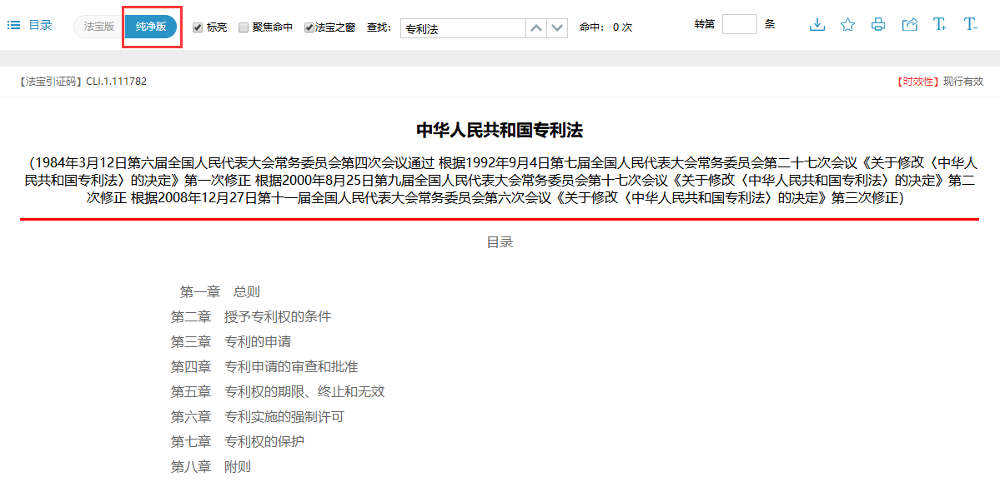 目录 法宝版 纯净版 标亮 聚焦命中 法宝之窗 查找： 专利法 命中： 0 次 转第 条
【法宝引证码】CLI.1.111782 【时效性】现行有效
中华人民共和国专利法
（1984年3月12日第六届全国人民代表大会常务委员会第四次会议通过 根据1992年9月4日第七届全国人民代表大会常务委员会第二十七次会议《关于修改〈中华人
民共和国专利法〉的决定》第一次修正 根据2000年8月25日第九届全国人民代表大会常务委员会第十七次会议《关于修改〈中华人民共和国专利法〉的决定》第二
次修正 根据2008年12月27日第十一届全国人民代表大会常务委员会第六次会议《关于修改〈中华人民共和国专利法〉的决定》第三次修正）
目录
第一章 总则
第二章 授予专利权的条件
第三章 专利的申请
第四章 专利申请的审查和批准
第五章 专利权的期限、终止和无效
第六章 专利实施的强制许可
第七章 专利权的保护
第八章 附则